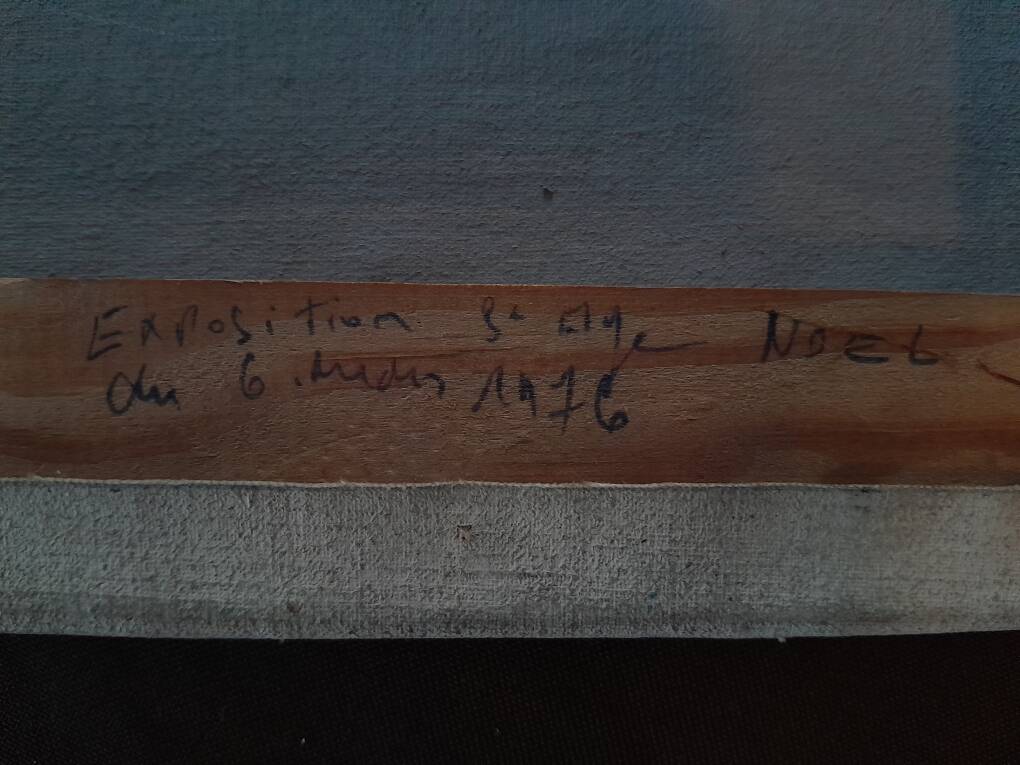 Exposition 3e Age NOEL
du 6 1976